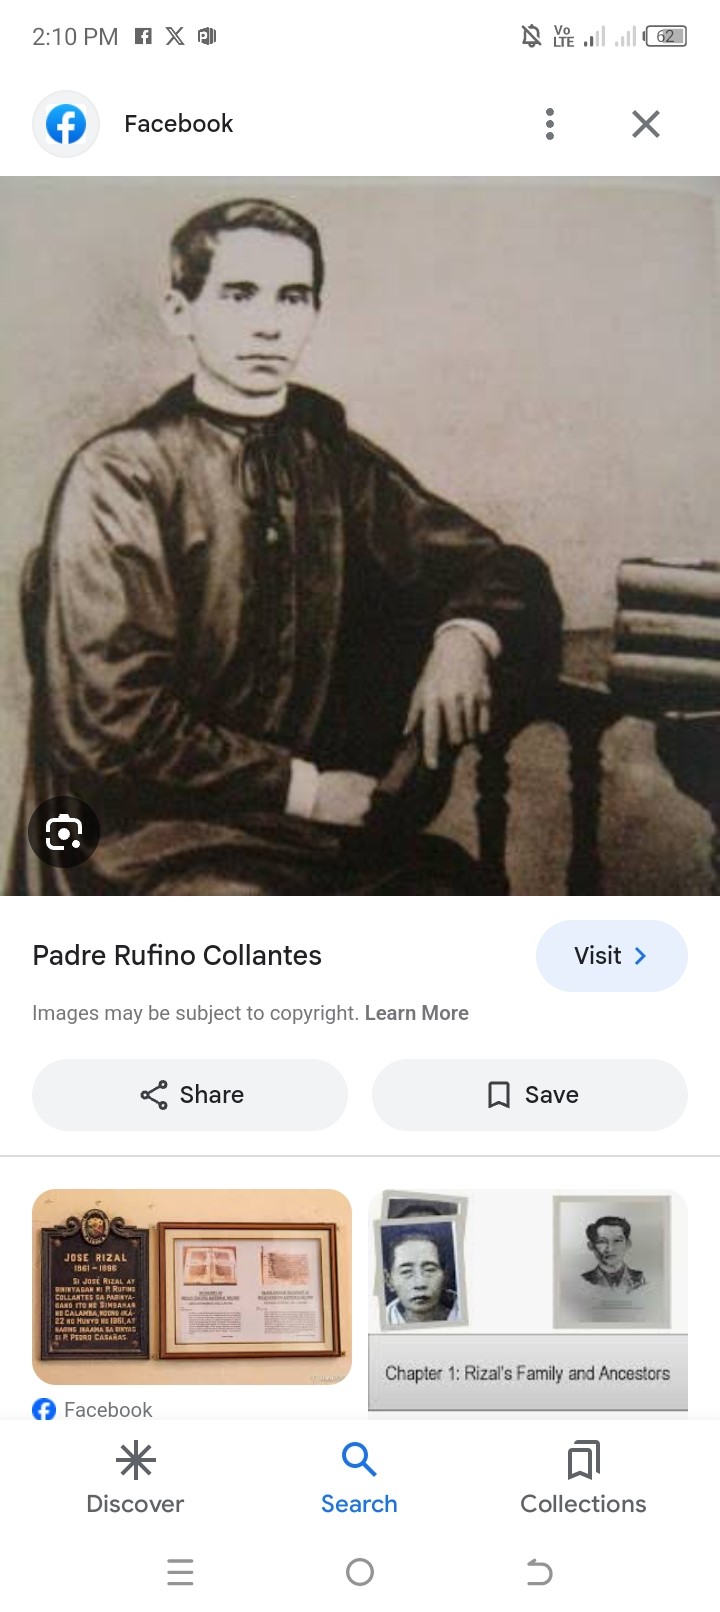 2:10 PM
Vo
LTE
62
Facebook
Padre Rufino Collantes
Visit
Images may be subject to copyright. Learn More
Share
Save
JOSE RIZAL
1861 – 1896
SI JOSE RIZAL AY
BININYAGAN NI P. RUFINO
COLLANTES SA PABINYA-
GANG ITO NG SIMBAHAN
NG CALAMBA, NOONG IKA-
22 NG HUNYO NG 1861, AT
NAGING INAAMA SA BINYAG
SI P. PEDRO CASAÑAS.
Facebook
Chapter 1: Rizal's Family and Ancestors
Discover
Search
Collections